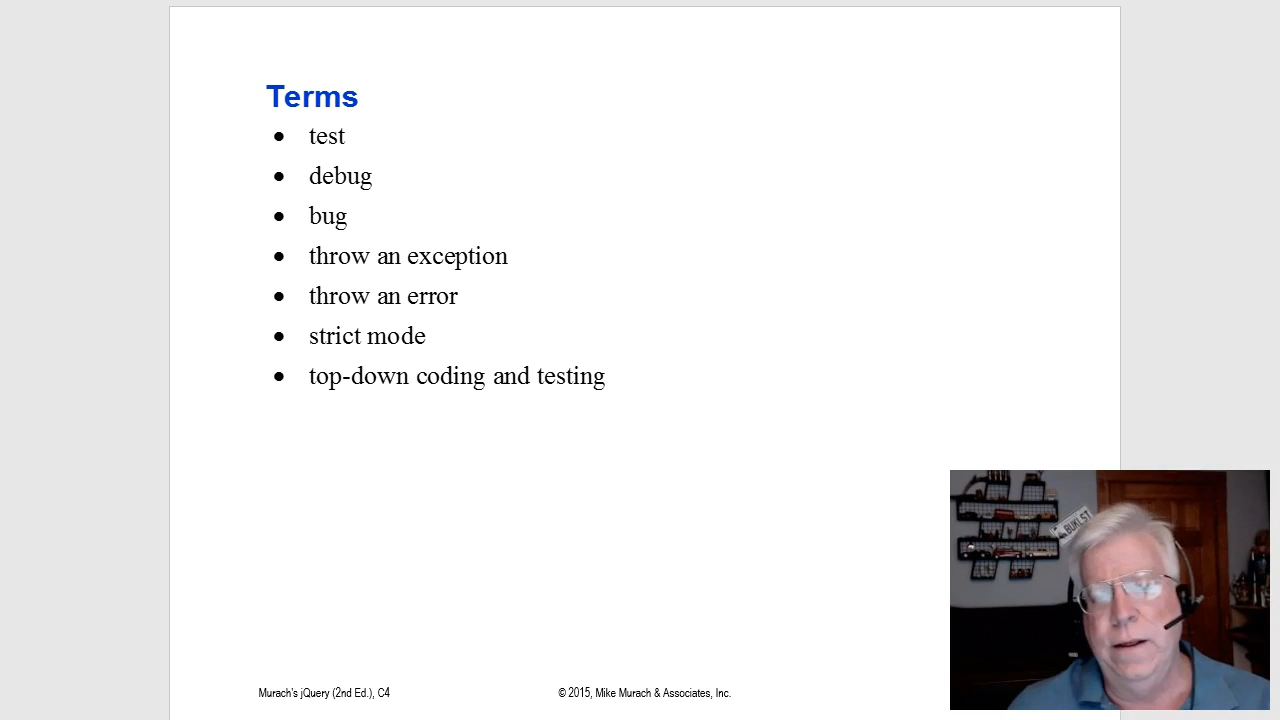 Terms
• test
• debug
• bug
• throw an exception
• throw an error
• strict mode
• top-down coding and testing
BUKLST
Murach's jQuery (2nd Ed.), C4
© 2015, Mike Murach & Associates, Inc.